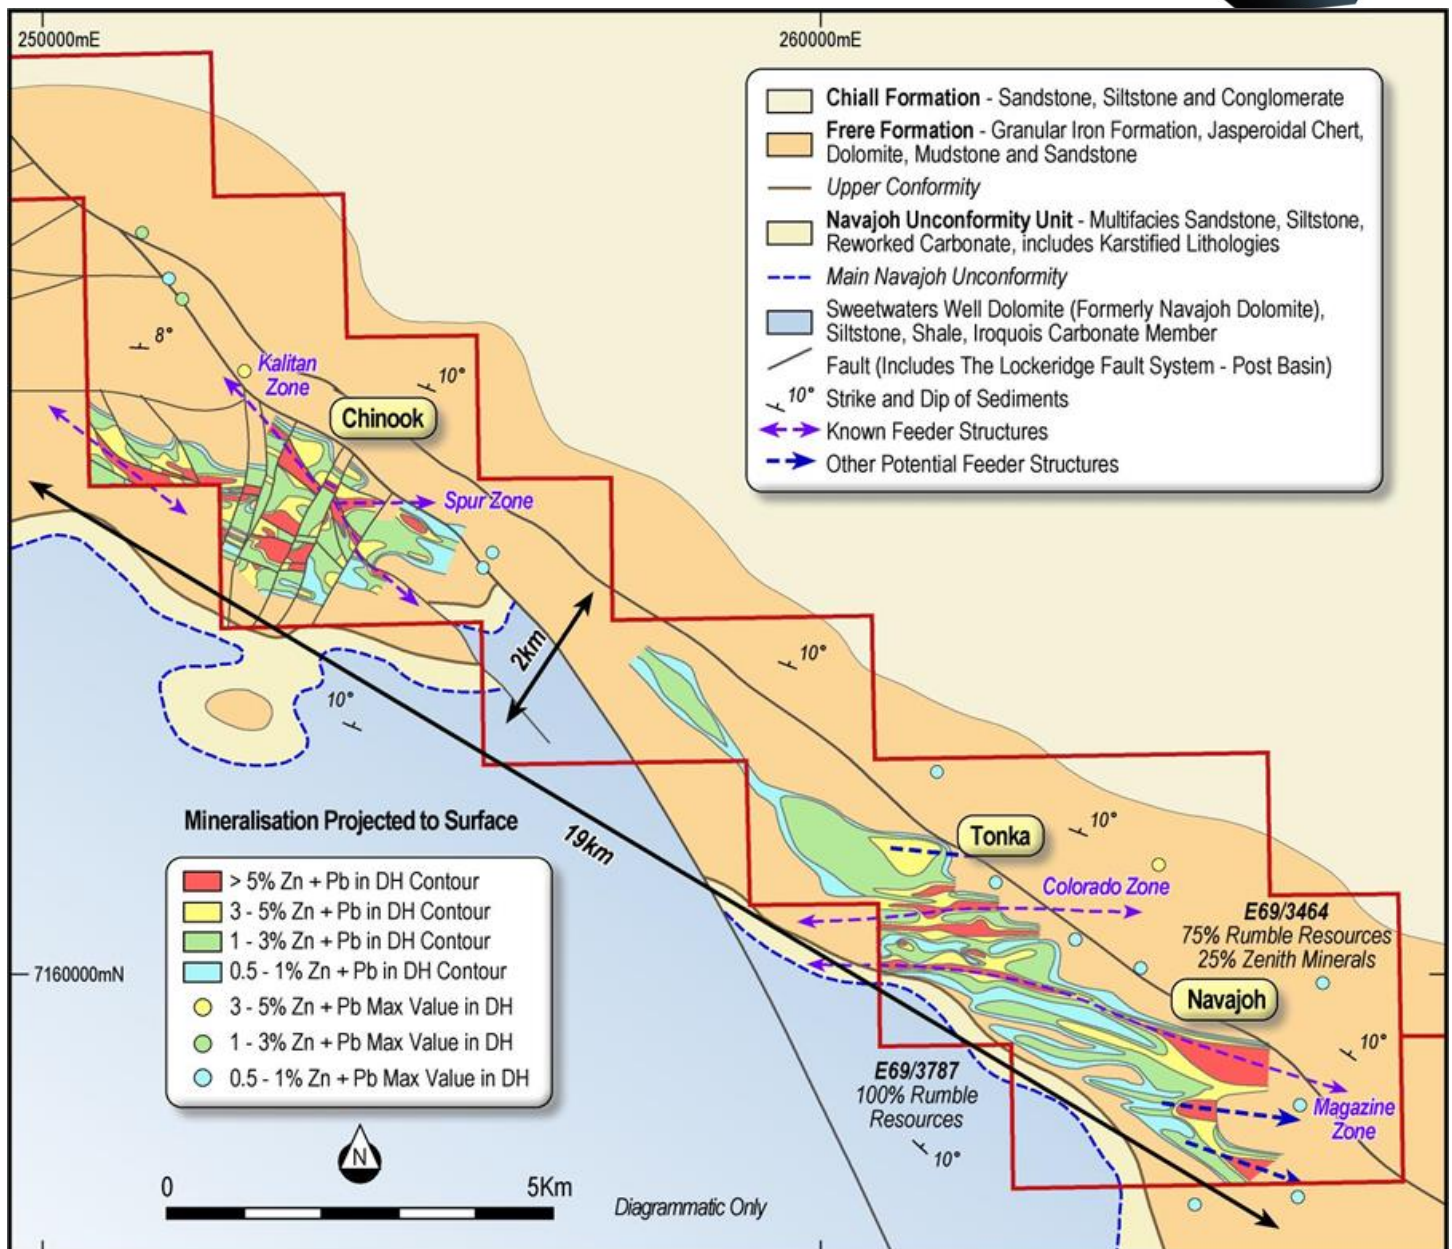 250000mE
260000mE
Chiall Formation - Sandstone, Siltstone and Conglomerate
Frere Formation - Granular Iron Formation, Jasperoidal Chert,
Dolomite, Mudstone and Sandstone
Upper Conformity
Navajoh Unconformity Unit - Multifacies Sandstone, Siltstone,
Reworked Carbonate, includes Karstified Lithologies
Main Navajoh Unconformity
Sweetwaters Well Dolomite (Formerly Navajoh Dolomite),
Siltstone, Shale, Iroquois Carbonate Member
Fault (Includes The Lockeridge Fault System - Post Basin)
10° Strike and Dip of Sediments
Known Feeder Structures
Other Potential Feeder Structures
8°
Kalitan
Zone
10°
Chinook
Spur Zone
2km
10°
10°
19km
Mineralisation Projected to Surface
> 5% Zn + Pb in DH Contour
3 - 5% Zn + Pb in DH Contour
1 - 3% Zn + Pb in DH Contour
0.5 - 1% Zn + Pb in DH Contour
3 - 5% Zn + Pb Max Value in DH
1 - 3% Zn + Pb Max Value in DH
0.5 - 1% Zn + Pb Max Value in DH
Tonka
10°
Colorado Zone
E69/3464
75% Rumble Resources
25% Zenith Minerals
7160000mN
Navajoh
10°
E69/3787
100% Rumble
Resources
Magazine
Zone
10°
N
0
5Km
Diagrammatic Only